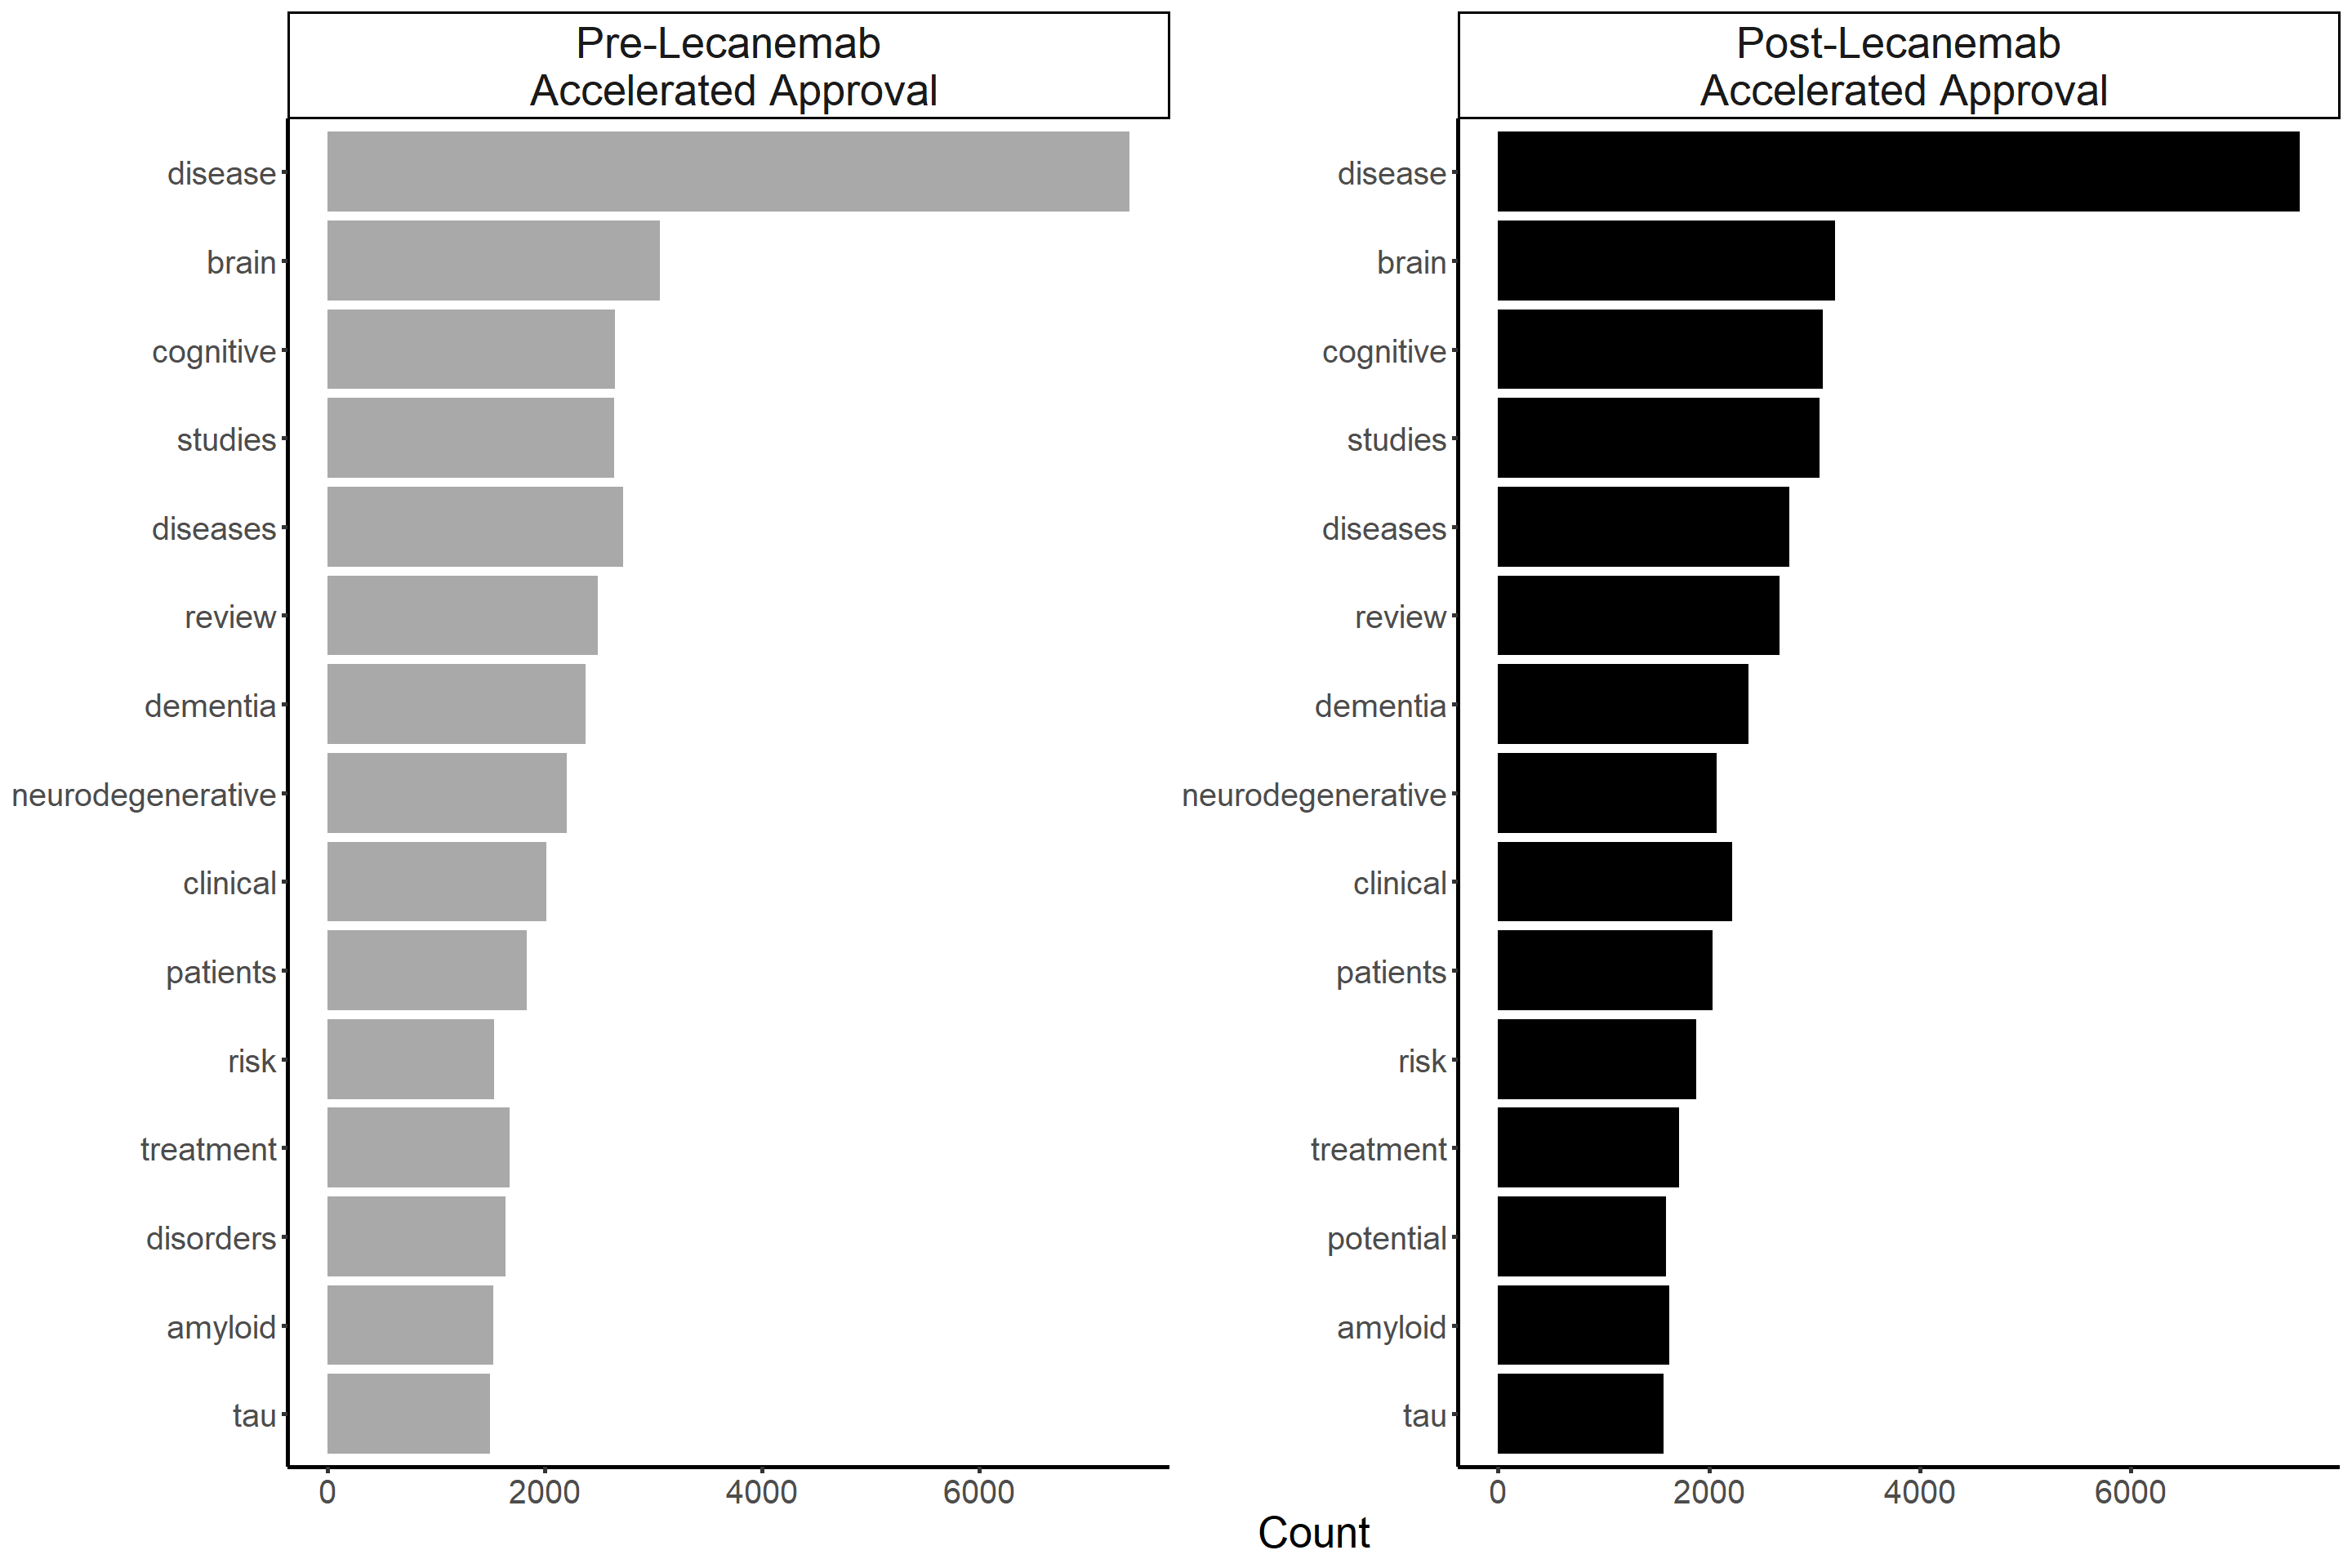 Pre-Lecanemab
Accelerated Approval
disease
brain
cognitive
studies
diseases
review
dementia
neurodegenerative
clinical
patients
risk
treatment
disorders
amyloid
tau
0 2000 4000 6000
Post-Lecanemab
Accelerated Approval
disease
brain
cognitive
studies
diseases
review
dementia
neurodegenerative
clinical
patients
risk
treatment
potential
amyloid
tau
0 2000 4000 6000
Count